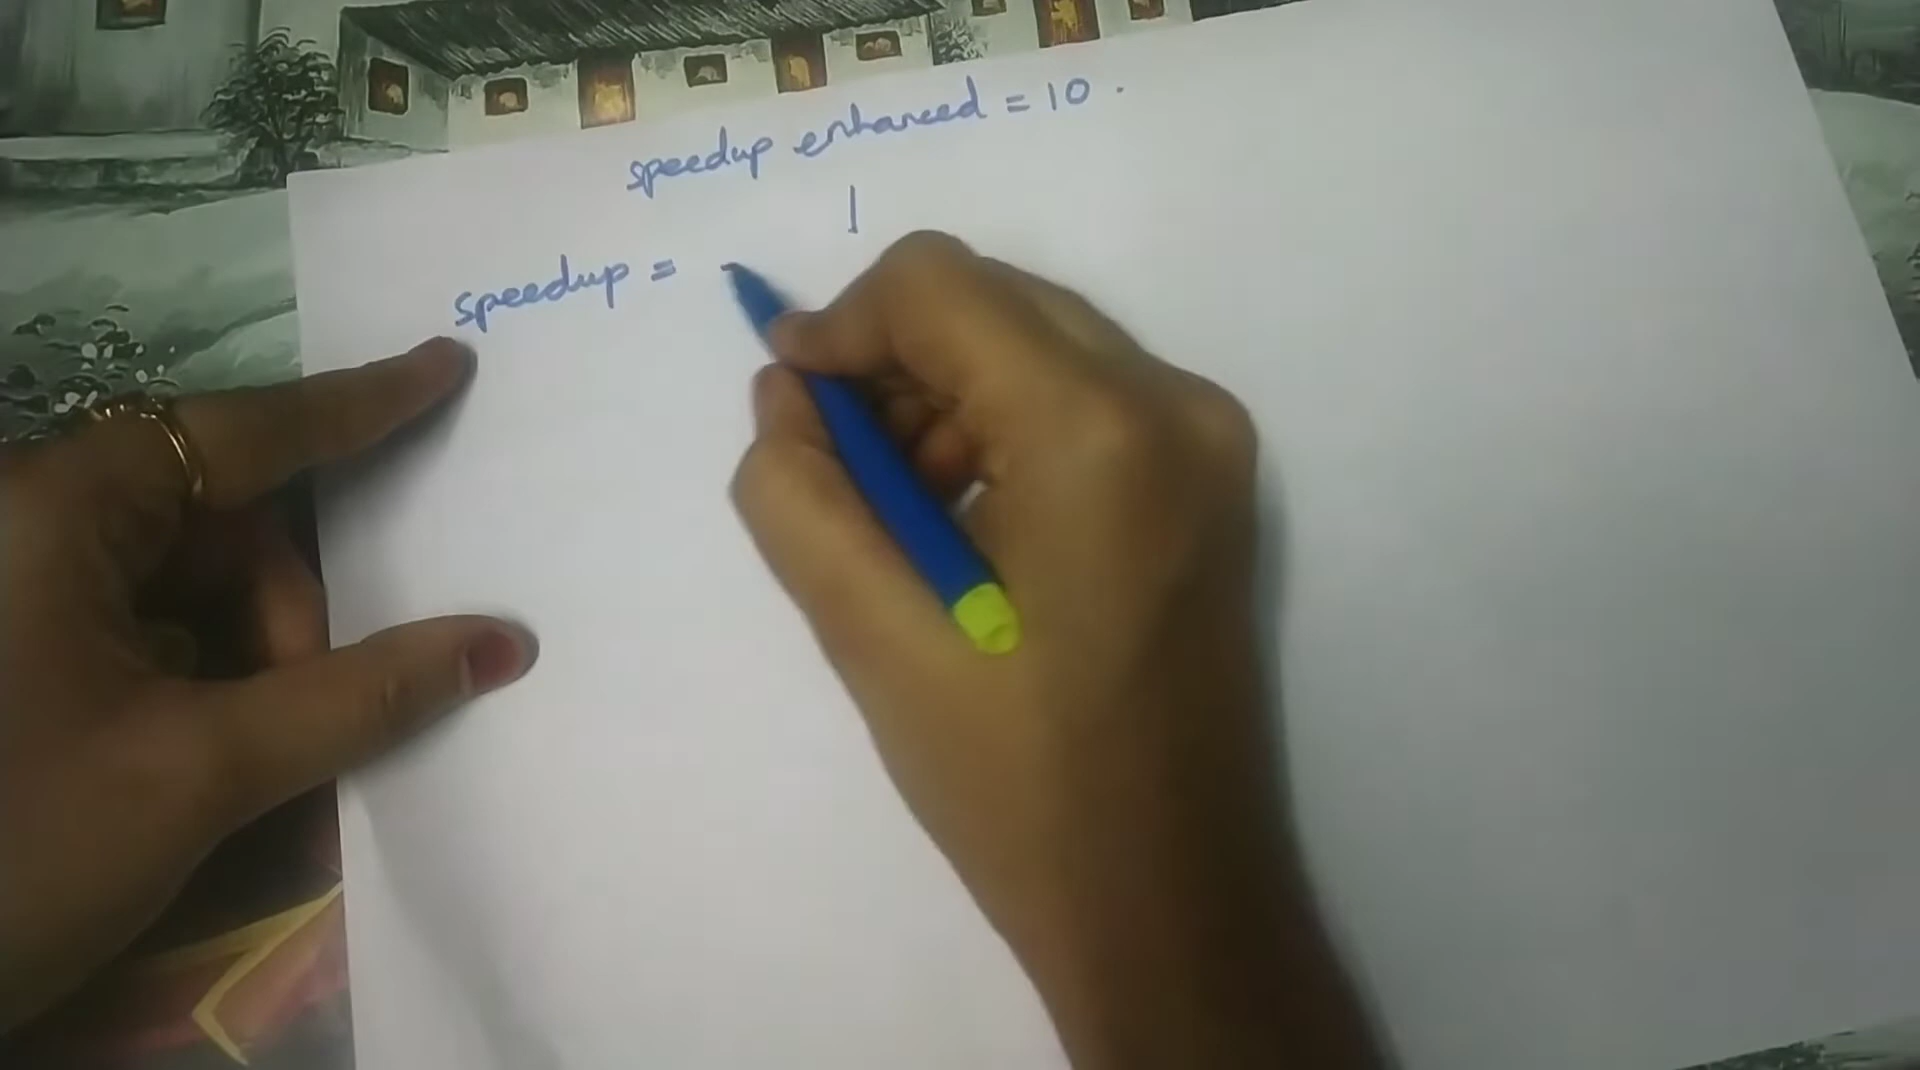 speedup enhanced = 10.
1
speedup =